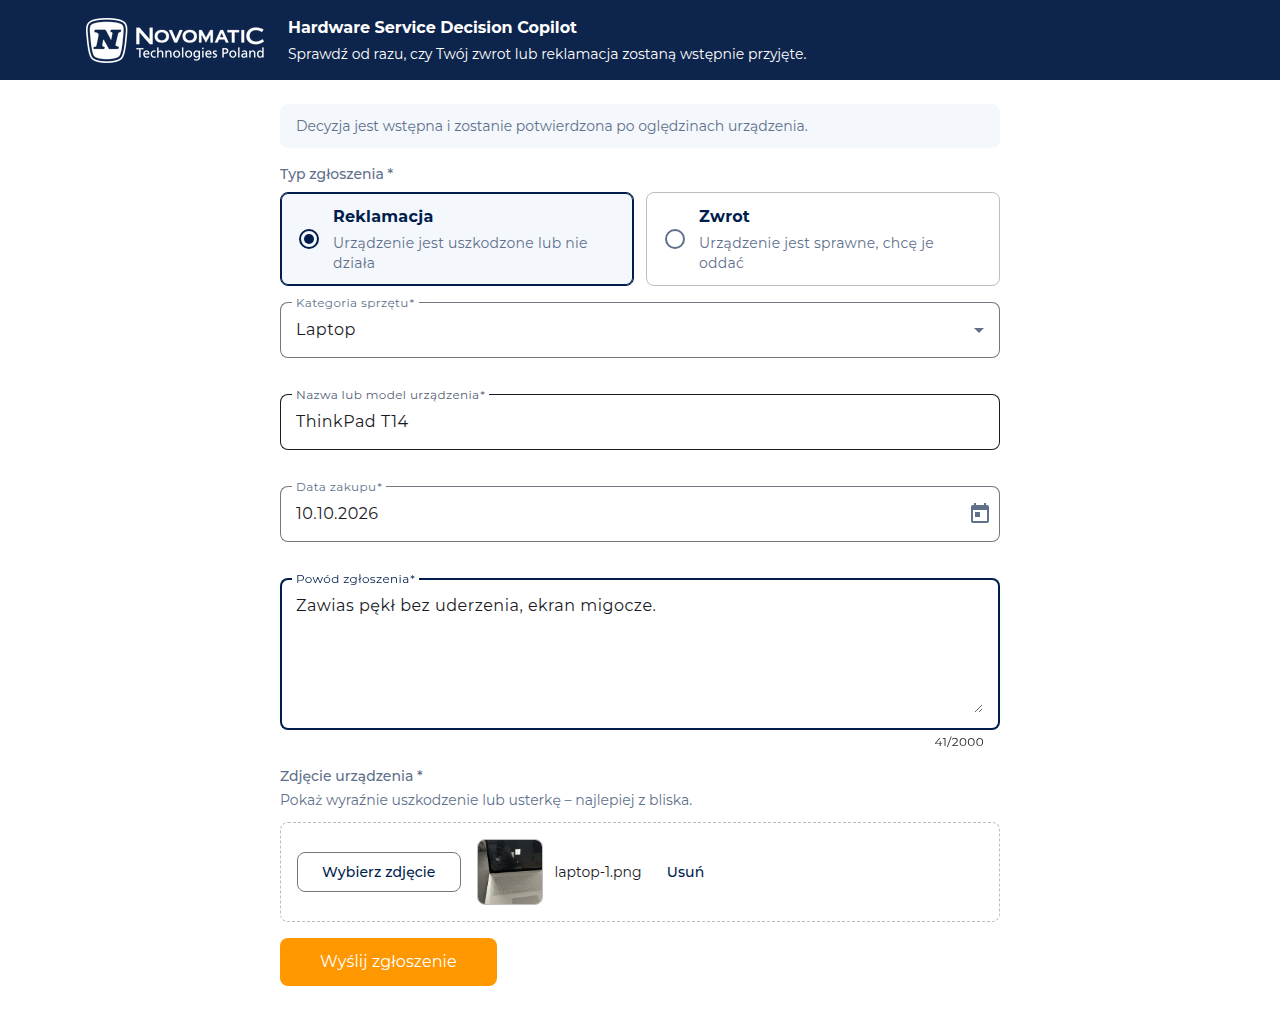 NOVOMATIC
Technologies Poland
Hardware Service Decision Copilot
Sprawdź od razu, czy Twój zwrot lub reklamacja zostaną wstępnie przyjęte.
Decyzja jest wstępna i zostanie potwierdzona po oględzinach urządzenia.
Typ zgłoszenia *
Reklamacja
Urządzenie jest uszkodzone lub nie
działa
Zwrot
Urządzenie jest sprawne, chcę je
oddać
Kategoria sprzętu*
Laptop
Nazwa lub model urządzenia*
ThinkPad T14
Data zakupu*
10.10.2026
Powód zgłoszenia*
Zawias pękł bez uderzenia, ekran migocze.
41/2000
Zdjęcie urządzenia *
Pokaż wyraźnie uszkodzenie lub usterkę – najlepiej z bliska.
Wybierz zdjęcie
laptop-1.png
Usuń
Wyślij zgłoszenie